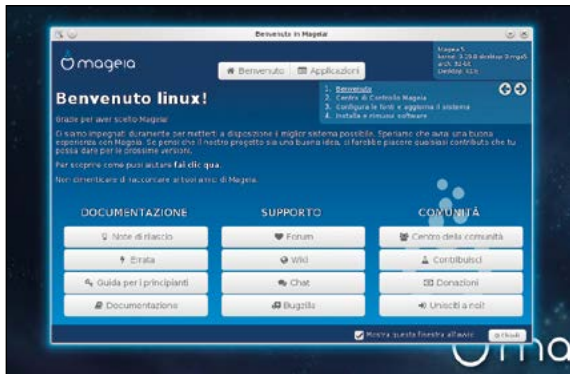 Benvenuto in Mageia
mageia
Benvenuto
Applicazioni
Mageia 5
Benvenuto linux!
1. Benvenuto
2. Centro di Controllo Mageia
3. Configura le fonti e aggiorna il sistema
4. Installa e rimuovi software
Grazie per aver scelto Mageia!
Ci siamo impegnati duramente per metterti a disposizione il miglior sistema possibile. Speriamo che avrai una buona
esperienza con Mageia. Se pensi che il nostro progetto sia una buona idea, ci farebbe piacere qualsiasi contributo che tu
possa dare per le prossime versioni.
Per scoprire come puoi aiutare fai clic qua.
Non dimenticare di raccontare ai tuoi amici di Mageia.
DOCUMENTAZIONE
SUPPORTO
COMUNITÀ
Note di rilascio
Forum
Centro della comunità
Errata
Wiki
Contribuisci
Guida per i principianti
Chat
Donazioni
Documentazione
Bugzilla
Unisciti a noi!
Mostra questa finestra all'avvio
Chiudi
ma